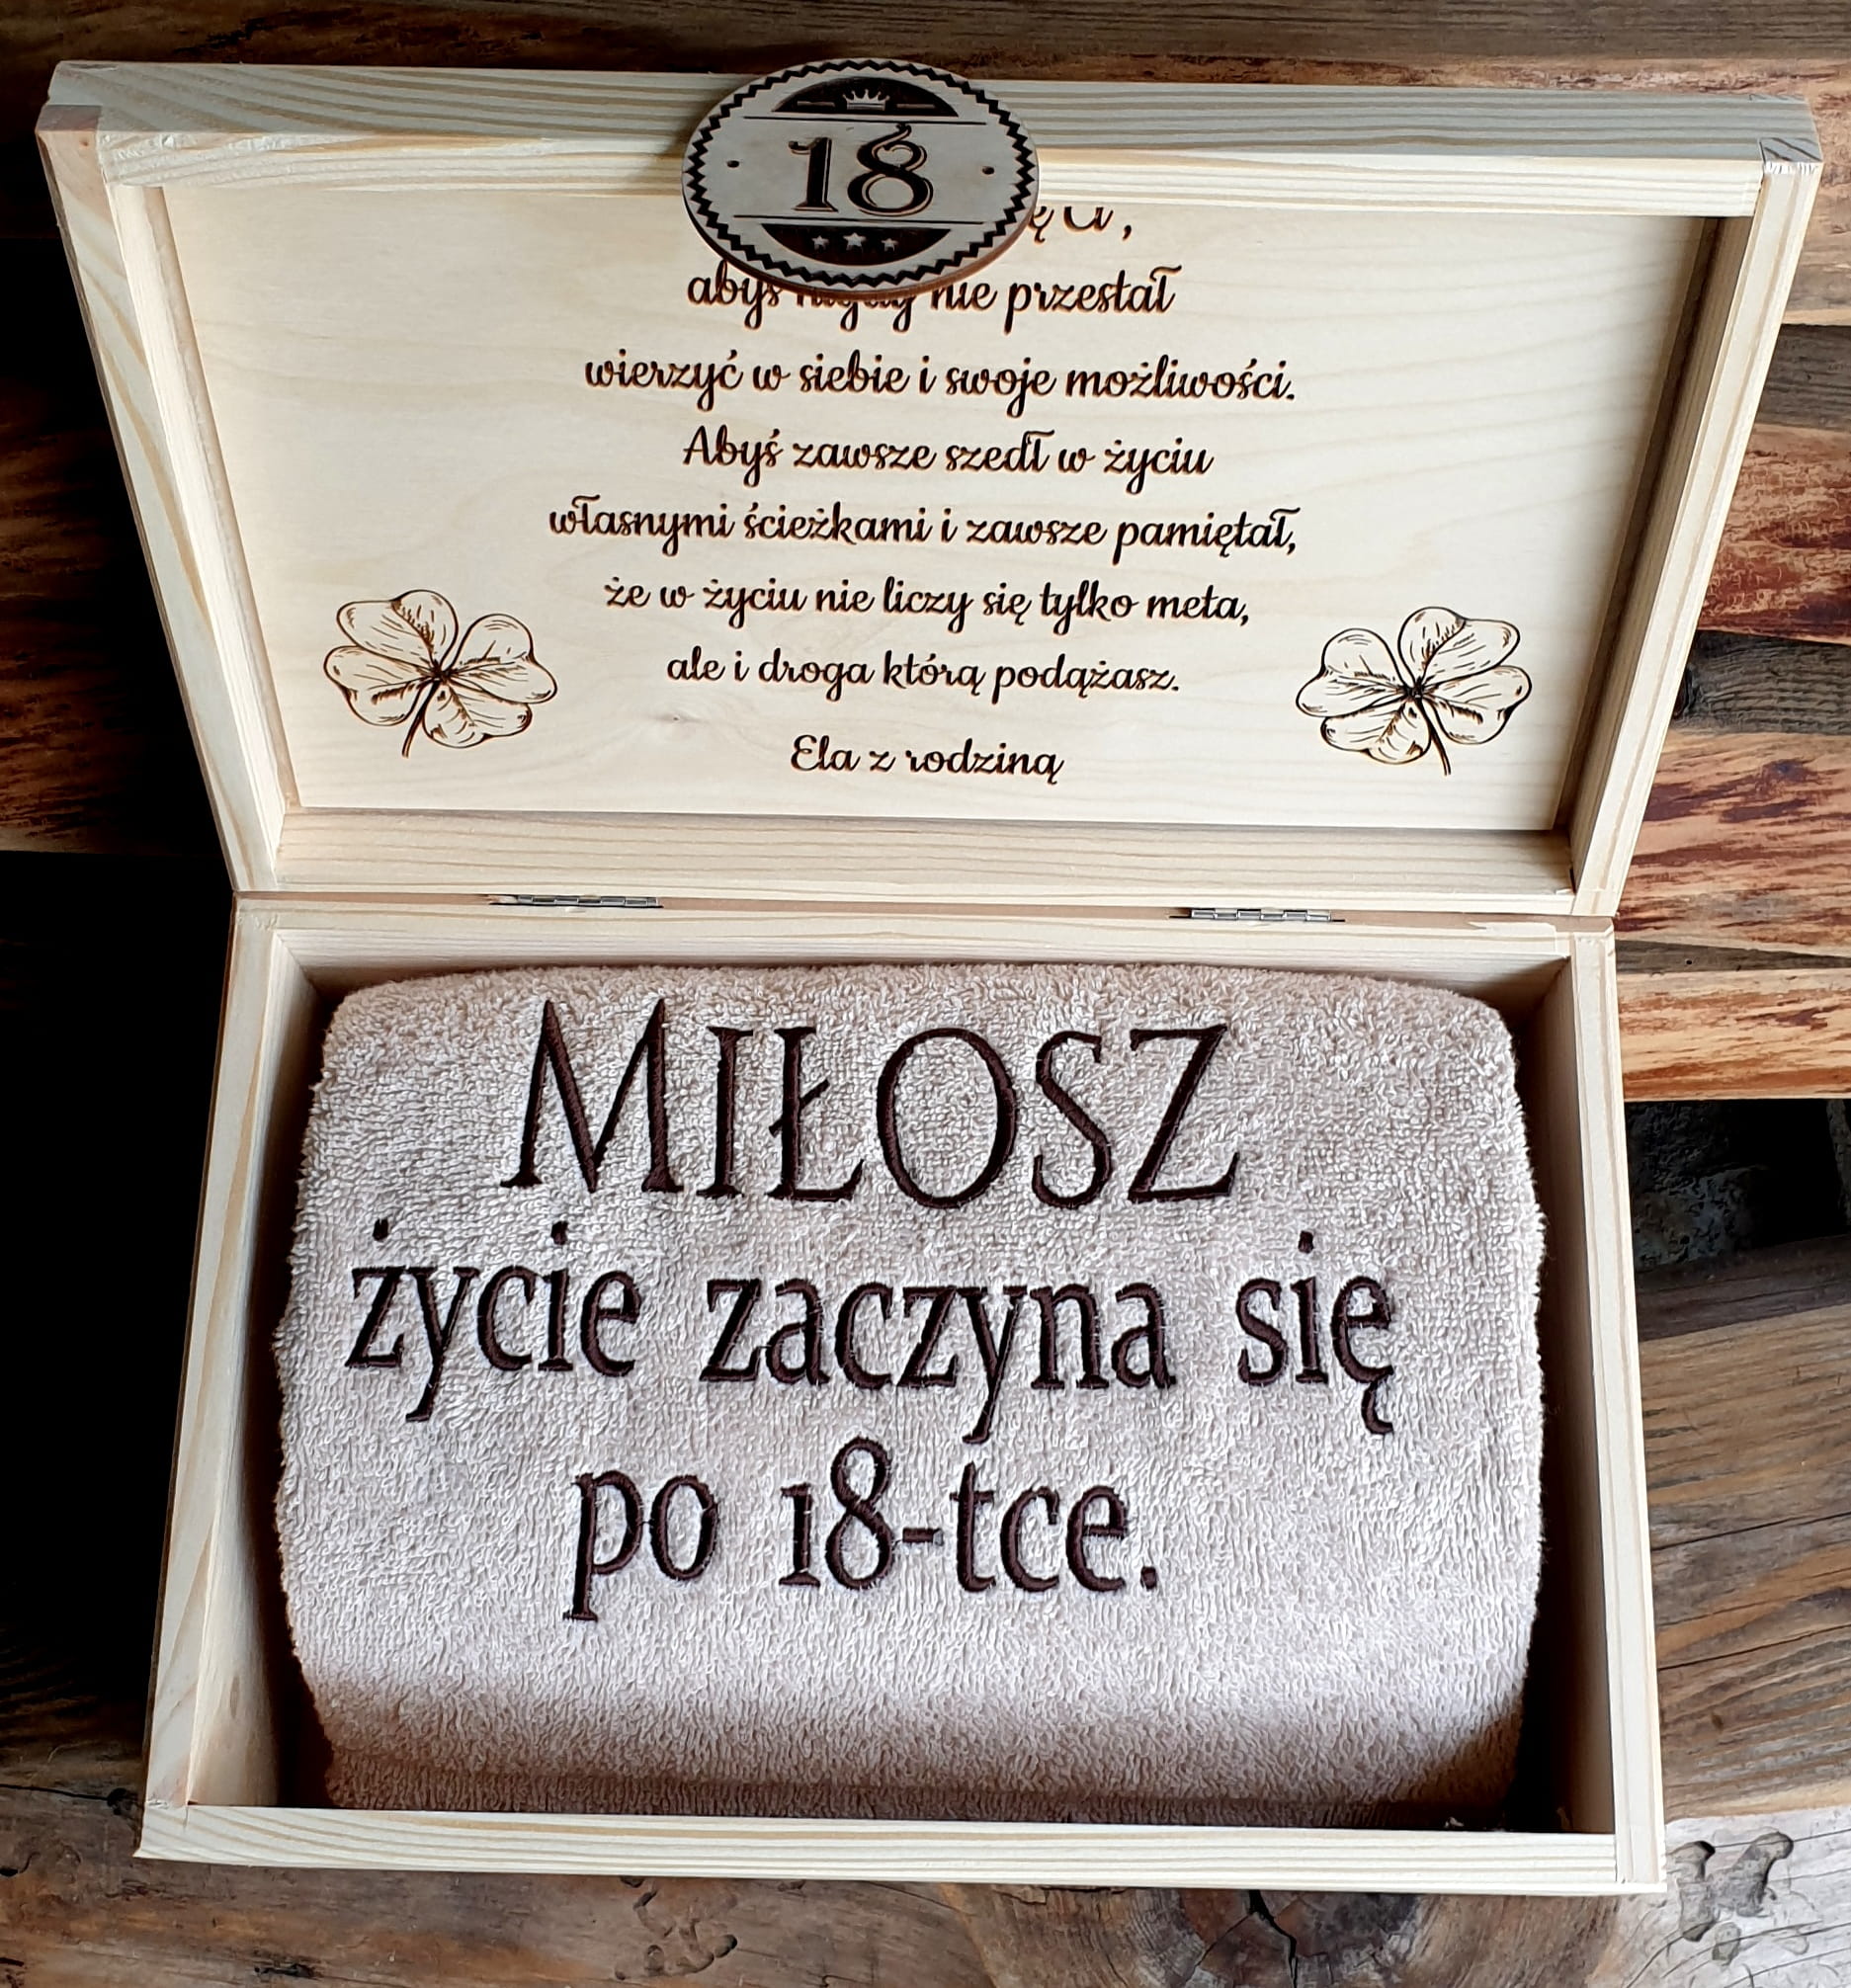 18
abyś nigdy nie przestał
wierzyć w siebie i swoje możliwości.
Abyś zawsze szedł w życiu
własnymi ścieżkami i zawsze pamiętał,
że w życiu nie liczy się tylko meta,
ale i droga którą podążasz.
Ela z rodziną
MIŁOSZ
życie zaczyna się
po 18-tce.